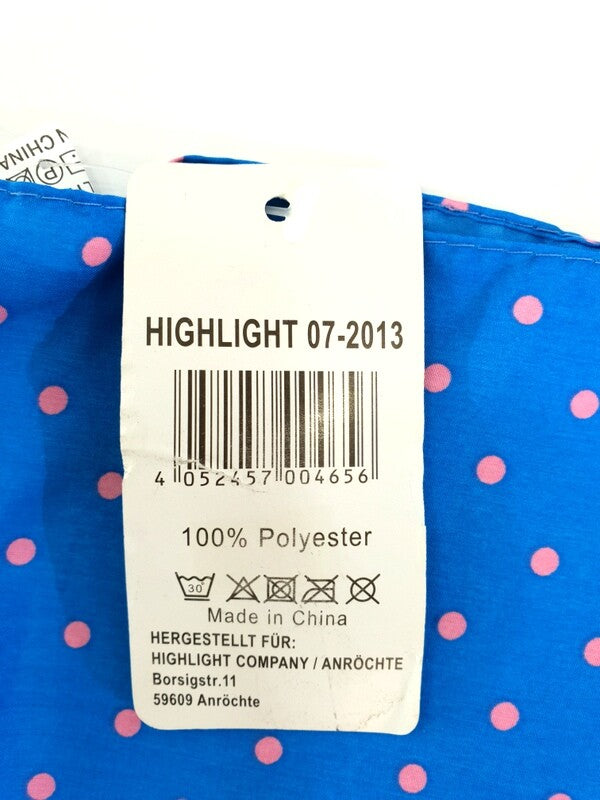 N CHINA
P
HIGHLIGHT 07-2013
4 052457 004656
100% Polyester
30°
Made in China
HERGESTELLT FÜR:
HIGHLIGHT COMPANY / ANRÖCHTE
Borsigstr.11
59609 Anröchte